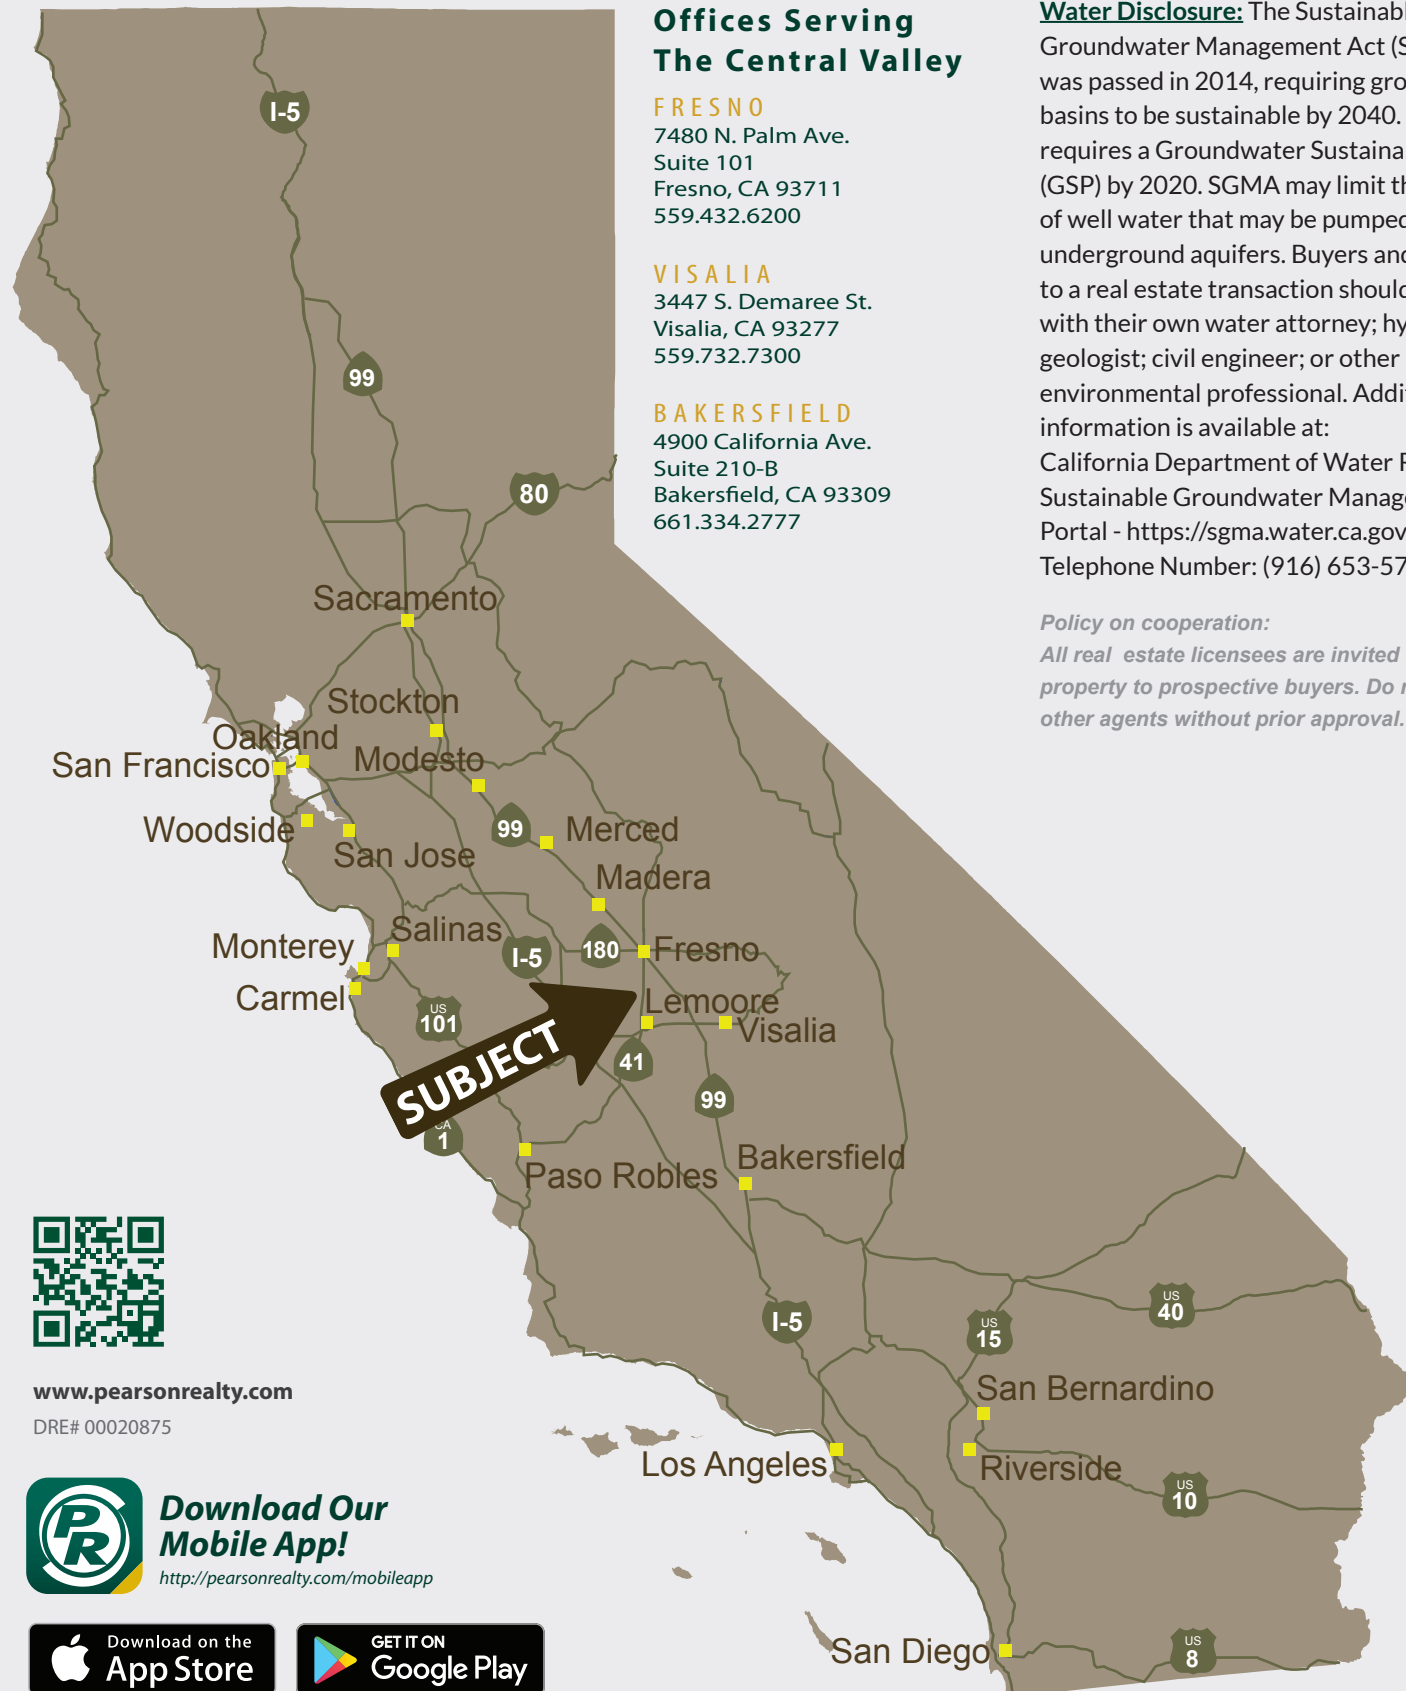 Offices Serving
The Central Valley
FRESNO
7480 N. Palm Ave.
Suite 101
Fresno, CA 93711
559.432.6200
VISALIA
3447 S. Demaree St.
Visalia, CA 93277
559.732.7300
BAKERSFIELD
4900 California Ave.
Suite 210-B
Bakersfield, CA 93309
661.334.2777
Water Disclosure: The
Groundwater Management Act
was passed in 2014, requiring
basins to be sustainable by 2040.
requires a Groundwater
(GSP) by 2020. SGMA may limit
of well water that may be pumped
underground aquifers. Buyers
to a real estate transaction should
with their own water attorney;
geologist; civil engineer; or other
environmental professional.
information is available at:
California Department of Water
Sustainable Groundwater
Portal - https://sgma.water.ca.gov
Telephone Number: (916) 653-57
Policy on cooperation:
All real estate licensees are invited
property to prospective buyers. Do
other agents without prior approval.
I-5
99
80
Sacramento
Stockton
Oakland
San Francisco
Modesto
Woodside
San Jose
99
Merced
Madera
Salinas
Monterey
I-5
180
Fresno
Carmel
US
101
Lemoore
Visalia
SUBJECT
41
99
CA
1
Paso Robles
Bakersfield
I-5
US
15
US
40
San Bernardino
Los Angeles
Riverside
US
10
San Diego
US
8
www.pearsonrealty.com
DRE# 00020875
PR
Download Our
Mobile App!
http://pearsonrealty.com/mobileapp
Download on the
App Store
GET IT ON
Google Play